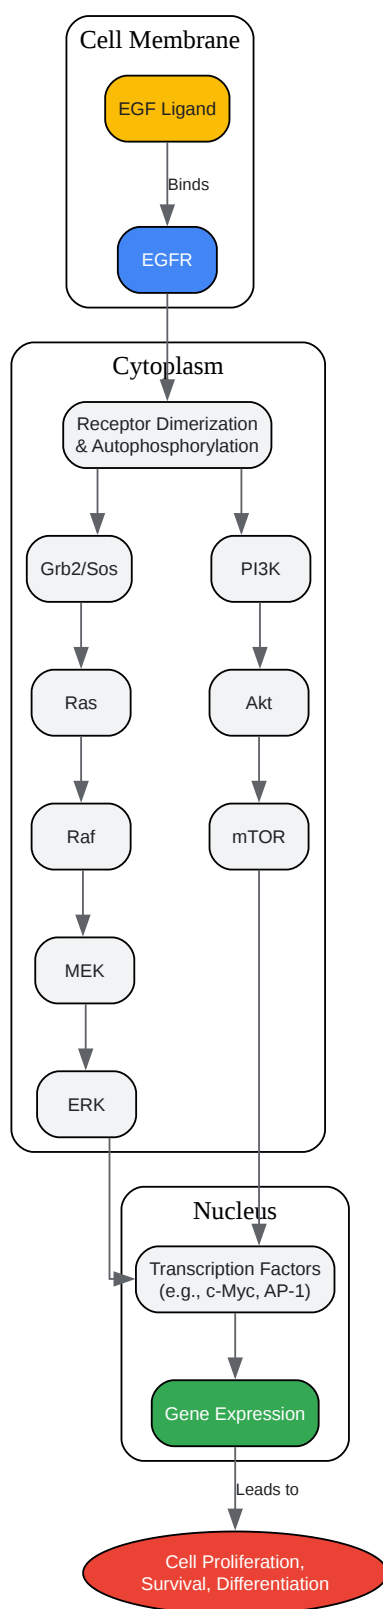 Cell Membrane
EGF Ligand
Binds
EGFR
Cytoplasm
Receptor Dimerization
& Autophosphorylation
Grb2/Sos
PI3K
Ras
Akt
Raf
mTOR
MEK
ERK
Nucleus
Transcription Factors
(e.g., c-Myc, AP-1)
Gene Expression
Leads to
Cell Proliferation,
Survival, Differentiation